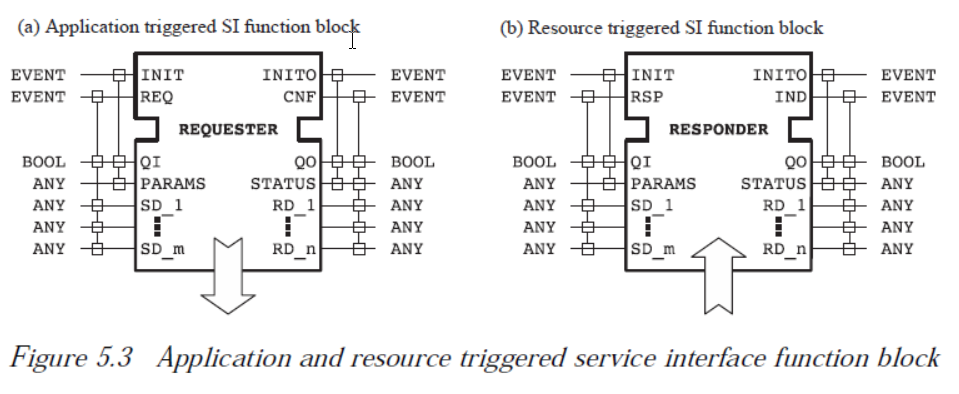 (a) Application triggered SI function block
(b) Resource triggered SI function block
EVENT INIT INITO EVENT
EVENT REQ CNF EVENT
REQUESTER
BOOL QI QO BOOL
ANY PARAMS STATUS ANY
ANY SD_1 RD_1 ANY
ANY ANY
ANY SD_m RD_n ANY
EVENT INIT INITO EVENT
EVENT RSP IND EVENT
RESPONDER
BOOL QI QO BOOL
ANY PARAMS STATUS ANY
ANY SD_1 RD_1 ANY
ANY ANY
ANY SD_m RD_n ANY
Figure 5.3 Application and resource triggered service interface function block